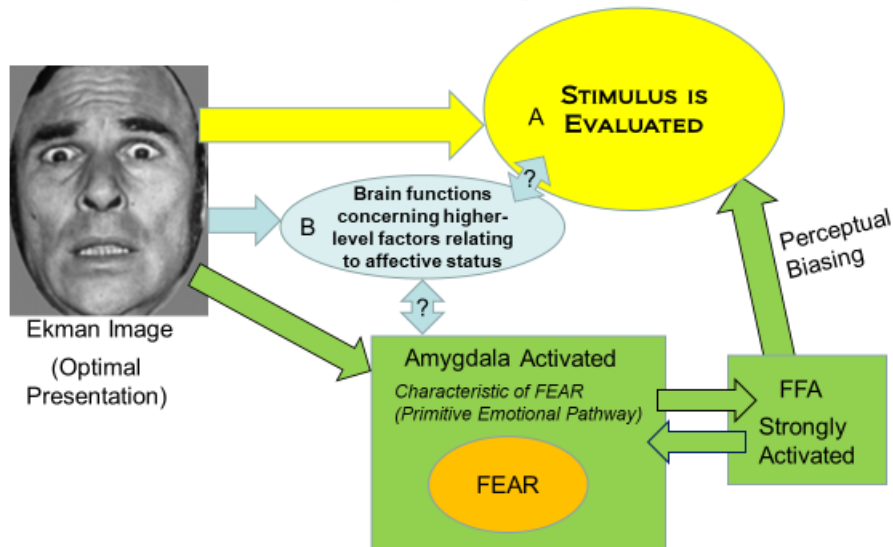 STIMULUS IS
EVALUATED
A
?
Brain functions
concerning higher-
level factors relating
to affective status
B
?
Perceptual
Biasing
Ekman Image
(Optimal
Presentation)
Amygdala Activated
Characteristic of FEAR
(Primitive Emotional Pathway)
FEAR
FFA
Strongly
Activated